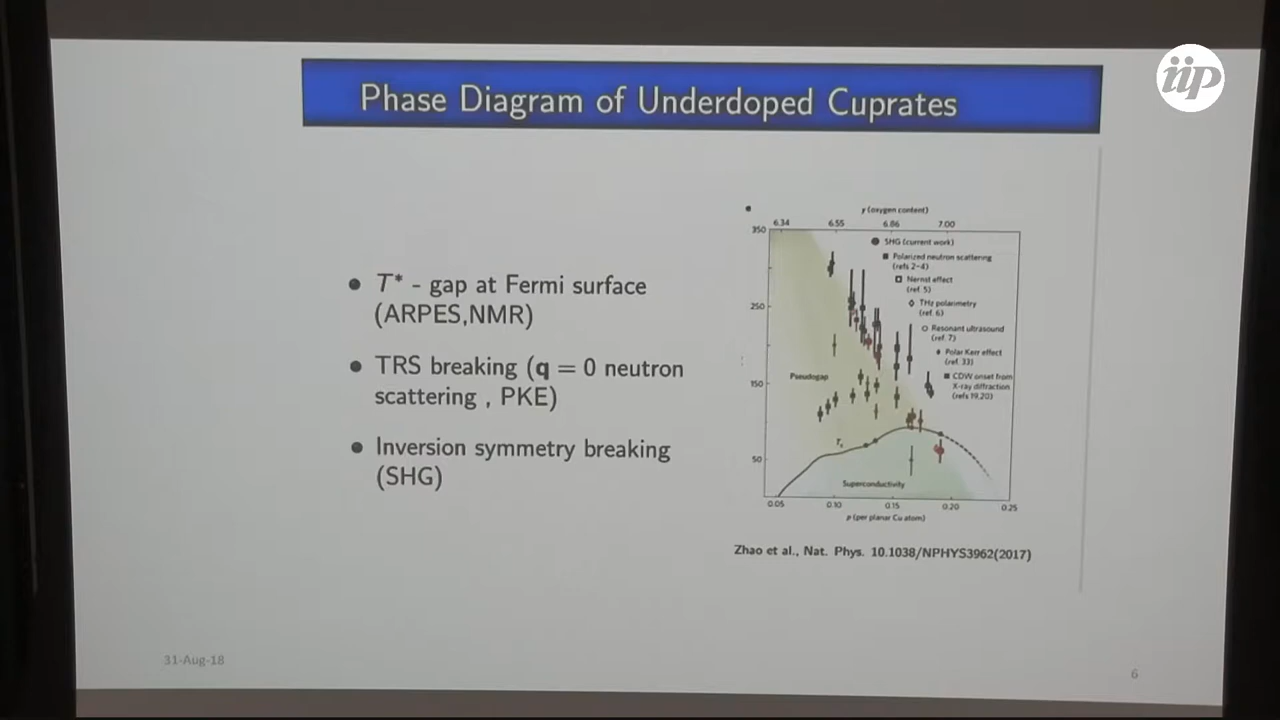 iip
Phase Diagram of Underdoped Cuprates
T* - gap at Fermi surface
(ARPES,NMR)
TRS breaking (q = 0 neutron
scattering , PKE)
Inversion symmetry breaking
(SHG)
y (oxygen content)
6.34 6.55 6.86 7.00
350
250
150
50
SHG (current work)
Polarized neutron scattering
(refs 2–4)
Nernst effect
(ref. 5)
THz polarimetry
(ref. 6)
Resonant ultrasound
(ref. 7)
Polar Kerr effect
(ref. 33)
CDW onset from
X-ray diffraction
(refs 19,20)
Pseudogap
Tc
Superconductivity
0.05 0.10 0.15 0.20 0.25
p (per planar Cu atom)
Zhao et al., Nat. Phys. 10.1038/NPHYS3962(2017)
31-Aug-18
6